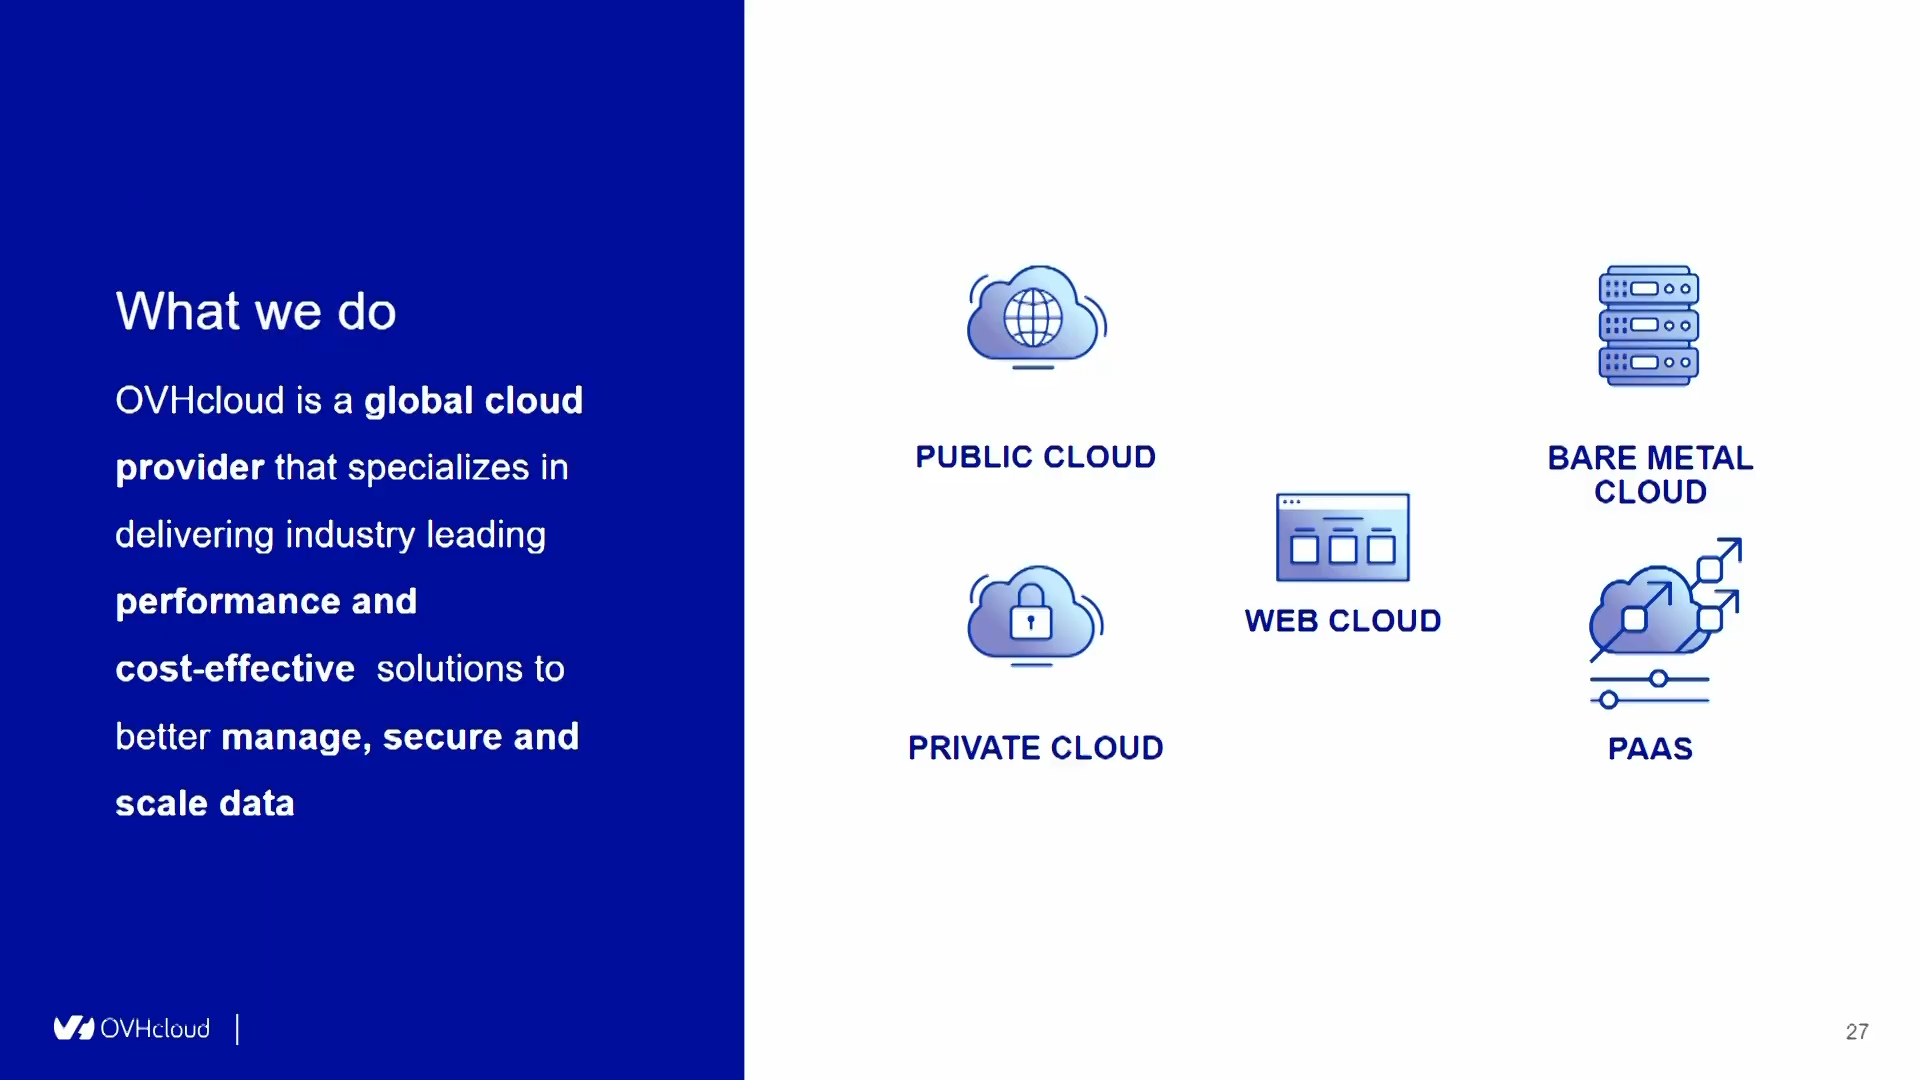 What we do
OVHcloud is a global cloud
provider that specializes in
delivering industry leading
performance and
cost-effective solutions to
better manage, secure and
scale data
PUBLIC CLOUD
BARE METAL
CLOUD
WEB CLOUD
PRIVATE CLOUD
PAAS
OVHcloud
27